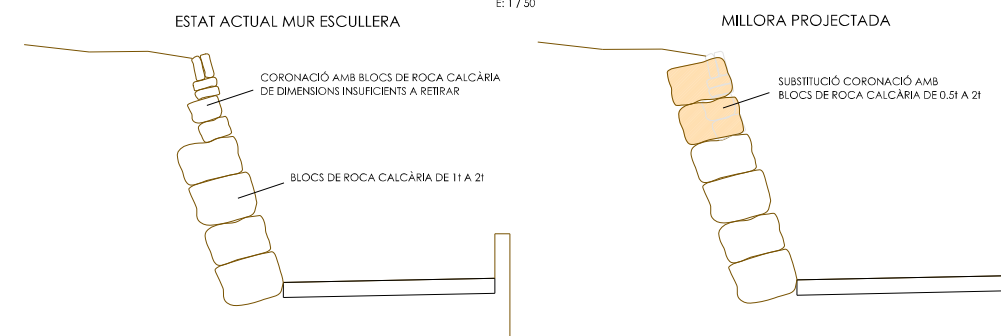 E: 1 / 50
ESTAT ACTUAL MUR ESCULLERA
MILLORA PROJECTADA
CORONACIÓ AMB BLOCS DE ROCA CALCÀRIA
DE DIMENSIONS INSUFICIENTS A RETIRAR
SUBSTITUCIÓ CORONACIÓ AMB
BLOCS DE ROCA CALCÀRIA DE 0.5t A 2t
BLOCS DE ROCA CALCÀRIA DE 1t A 2t